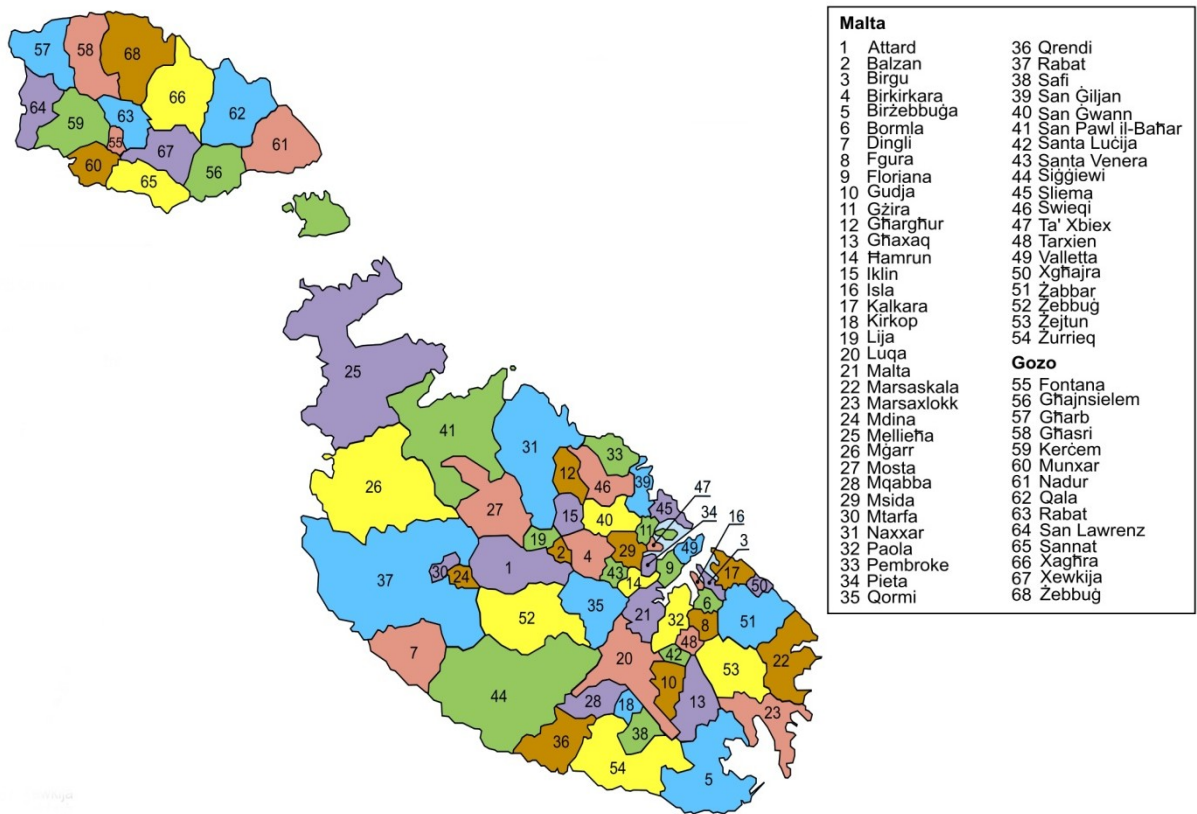 57
58
68
66
62
64
59
63
55
67
61
60
65
56
25
41
31
33
12
46
39
47
26
27
15
40
45
34
11
16
19
2
4
29
49
3
37
30
24
1
43
14
9
17
50
52
35
21
32
6
8
51
7
20
48
42
53
22
44
10
13
28
18
38
23
36
54
5
Malta
1 Attard
2 Balzan
3 Birgu
4 Birkirkara
5 Birżebbuġa
6 Bormla
7 Dingli
8 Fgura
9 Floriana
10 Gudja
11 Gżira
12 Għargħur
13 Għaxaq
14 Ħamrun
15 Iklin
16 Isla
17 Kalkara
18 Kirkop
19 Lija
20 Luqa
21 Malta
22 Marsaskala
23 Marsaxlokk
24 Mdina
25 Mellieħa
26 Mġarr
27 Mosta
28 Mqabba
29 Msida
30 Mtarfa
31 Naxxar
32 Paola
33 Pembroke
34 Pieta
35 Qormi
36 Qrendi
37 Rabat
38 Safi
39 San Ġiljan
40 San Ġwann
41 San Pawl il-Baħar
42 Santa Luċija
43 Santa Venera
44 Siġġiewi
45 Sliema
46 Swieqi
47 Ta' Xbiex
48 Tarxien
49 Valletta
50 Xgħajra
51 Żabbar
52 Żebbuġ
53 Żejtun
54 Żurrieq
Gozo
55 Fontana
56 Għajnsielem
57 Għarb
58 Għasri
59 Kerċem
60 Munxar
61 Nadur
62 Qala
63 Rabat
64 San Lawrenz
65 Sannat
66 Xagħra
67 Xewkija
68 Żebbuġ